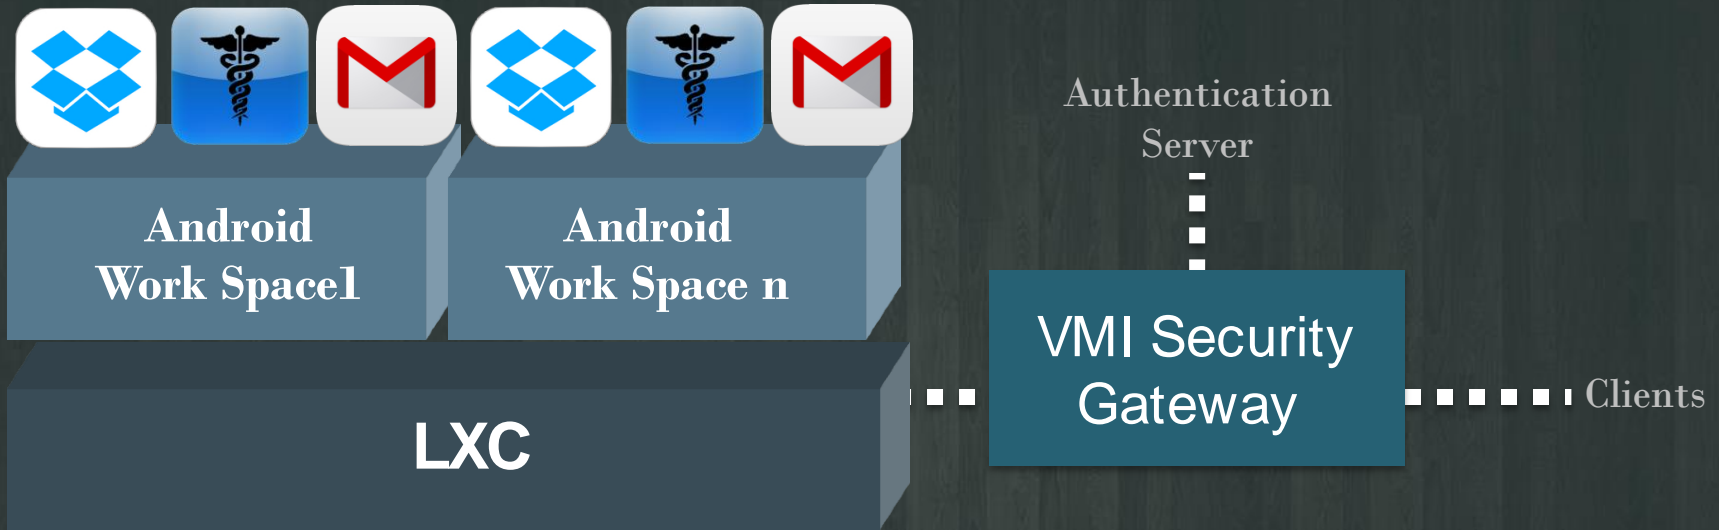 Android
Work Space1
Android
Work Space n
LXC
Authentication
Server
VMI Security
Gateway
Clients